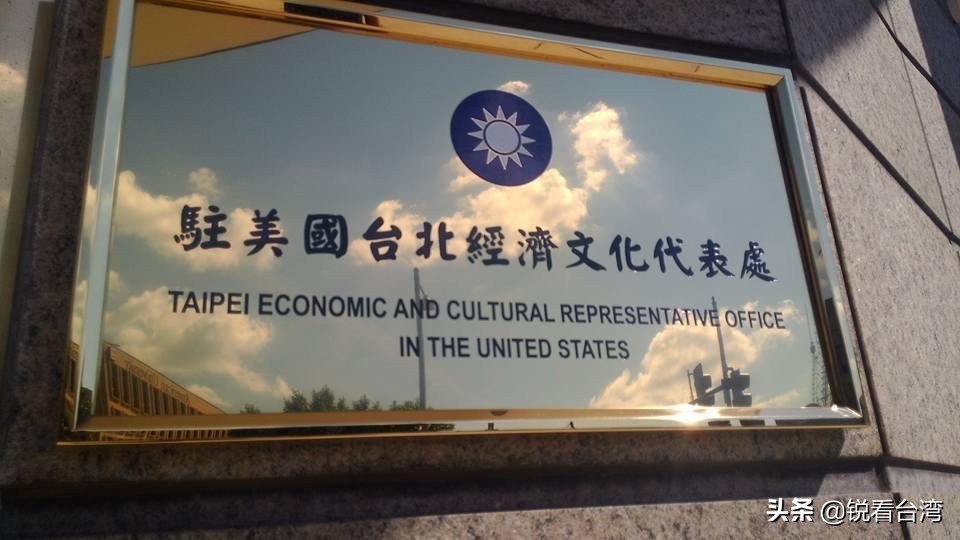 駐美國台北經濟文化代表處
TAIPEI ECONOMIC AND CULTURAL REPRESENTATIVE OFFICE
IN THE UNITED STATES
头条 @锐看台湾